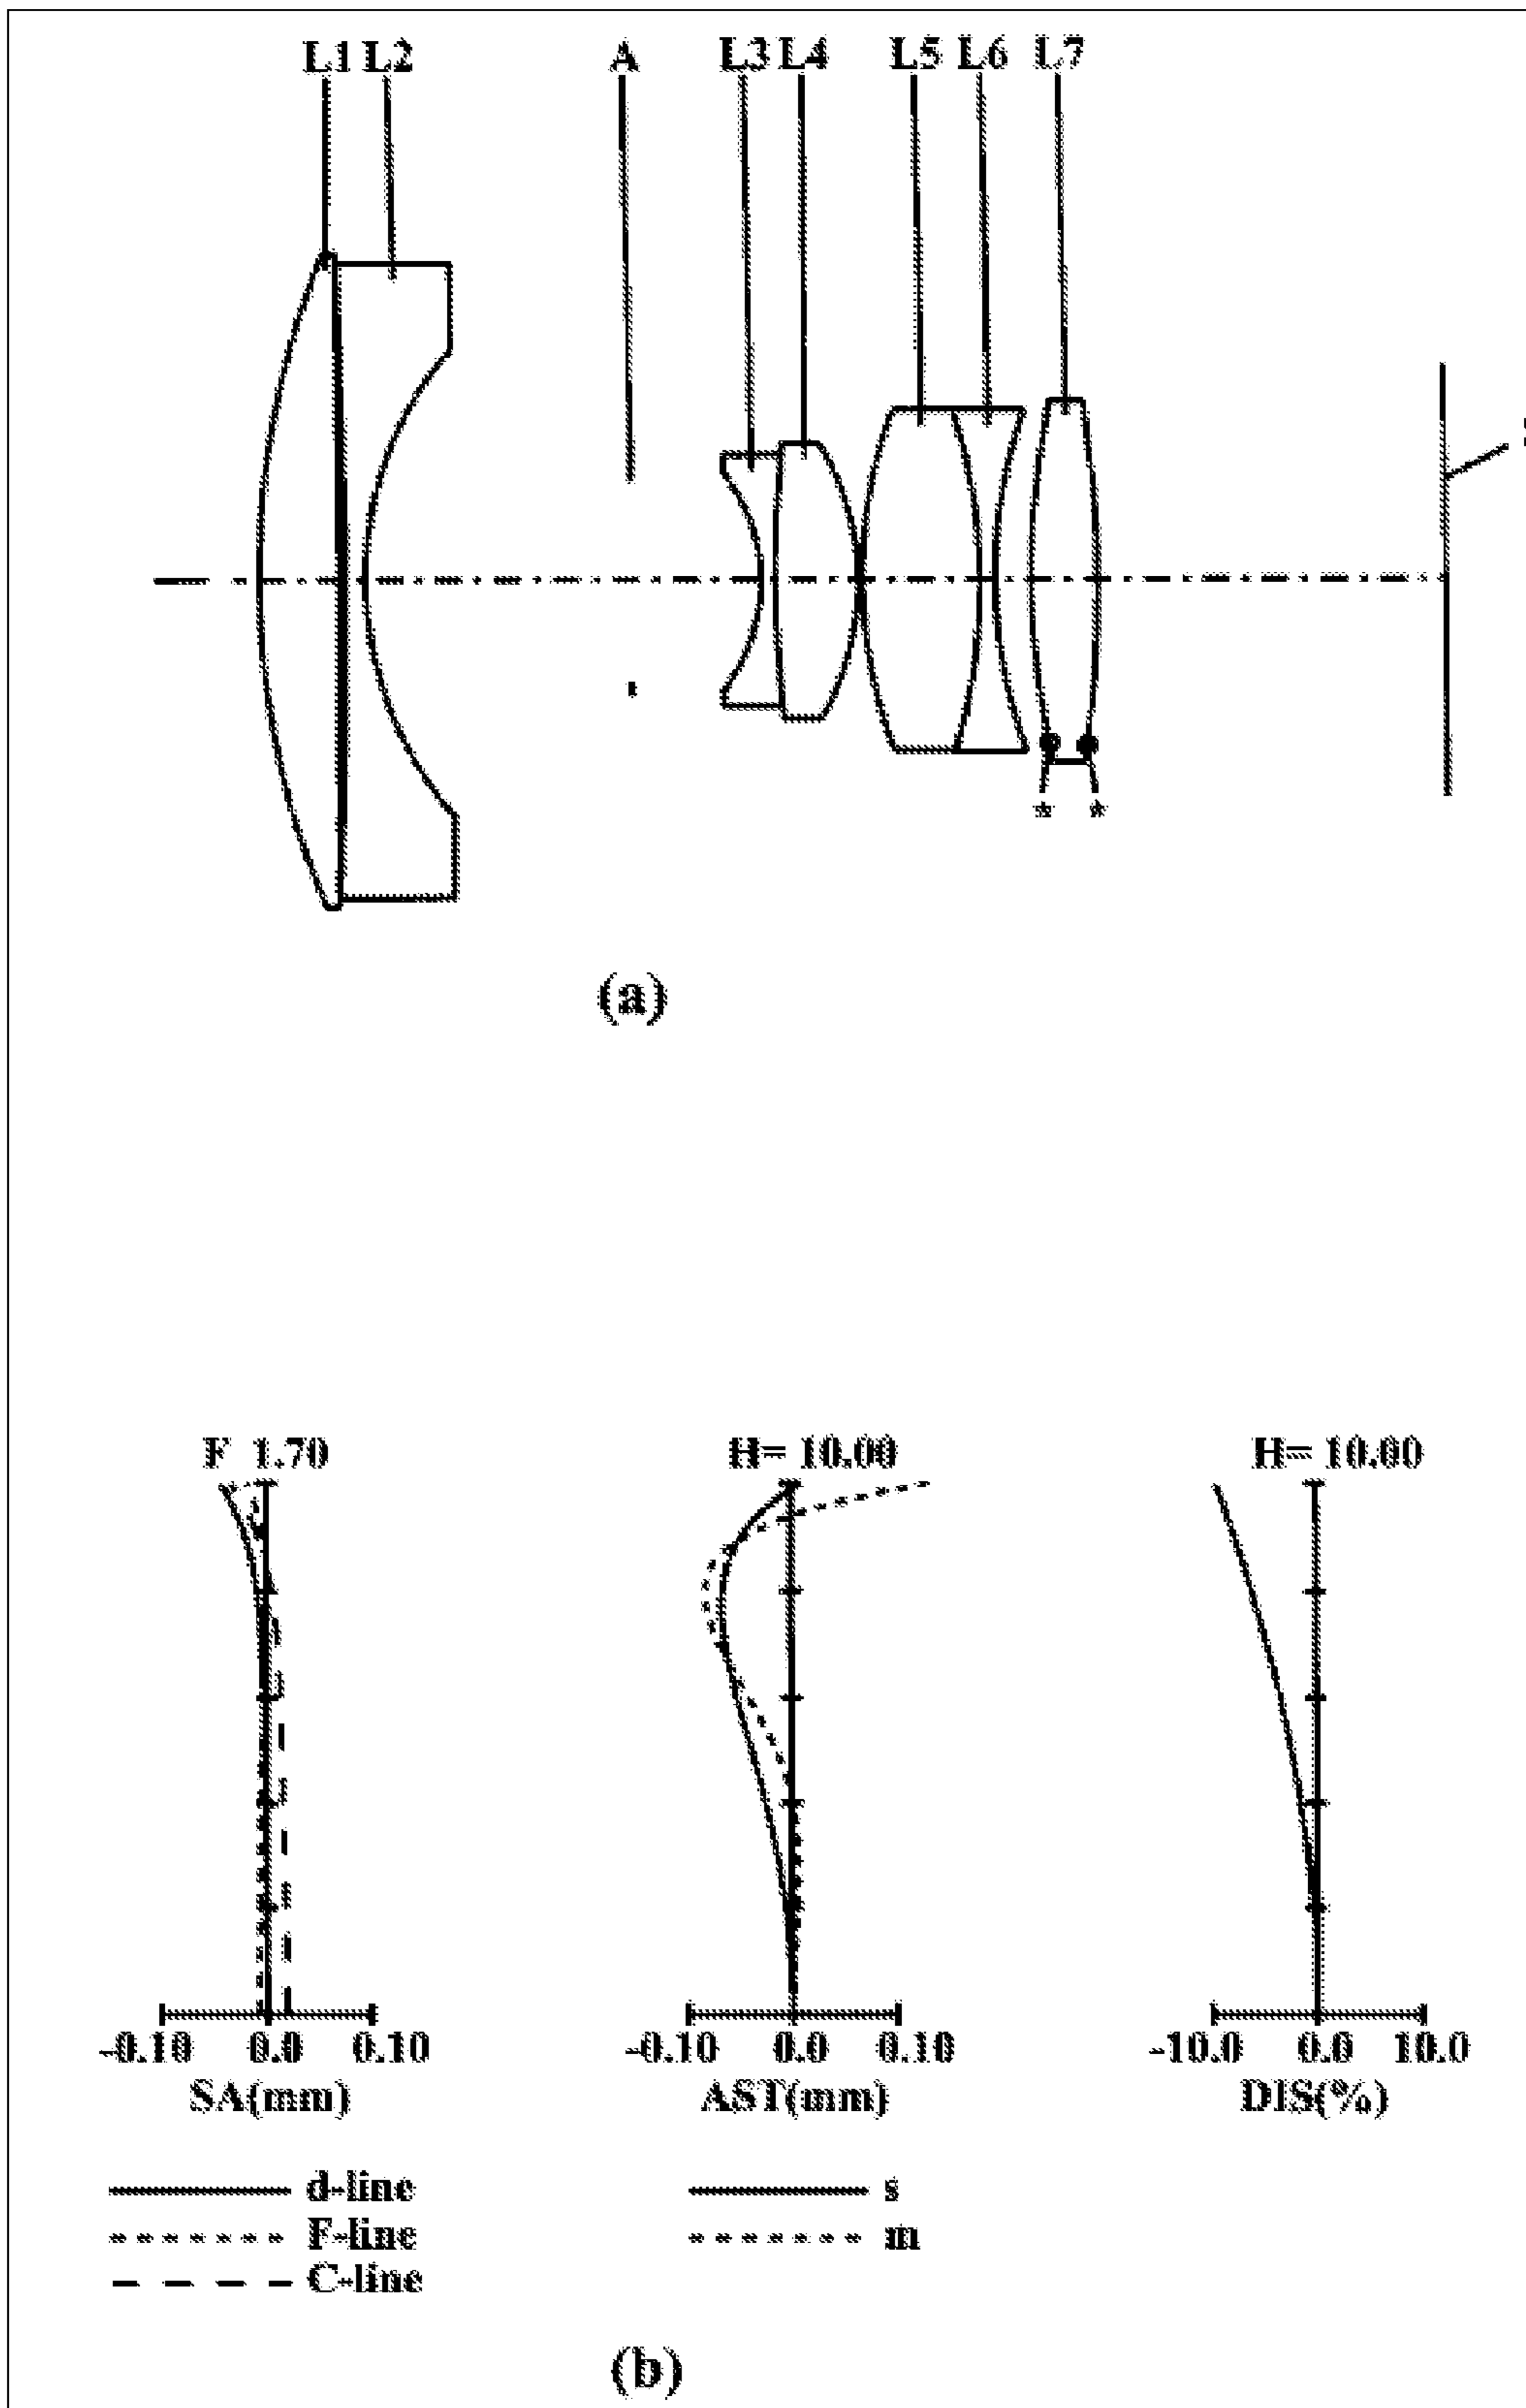 L1 L2 A L3 L4 L5 L6 L7
* *
(a)
F 1.70 H= 10.00 H= 10.00
-0.10 0.0 0.10 -0.10 0.0 0.10 -10.0 0.0 10.0
SA(mm) AST(mm) DIS(%)
d-line s
F-line m
C-line
(b)